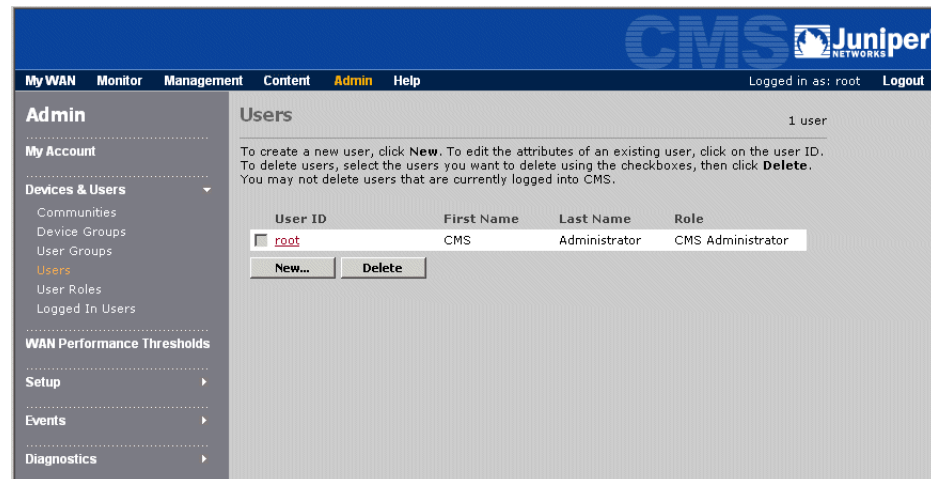 CMS
Juniper
NETWORKS
My WAN Monitor Management Content Admin Help
Logged in as: root Logout
Admin
My Account
Devices & Users
Communities
Device Groups
User Groups
Users
User Roles
Logged In Users
WAN Performance Thresholds
Setup
Events
Diagnostics
Users
1 user
To create a new user, click New. To edit the attributes of an existing user, click on the user ID.
To delete users, select the users you want to delete using the checkboxes, then click Delete.
You may not delete users that are currently logged into CMS.
User ID First Name Last Name Role
root CMS Administrator CMS Administrator
New... Delete